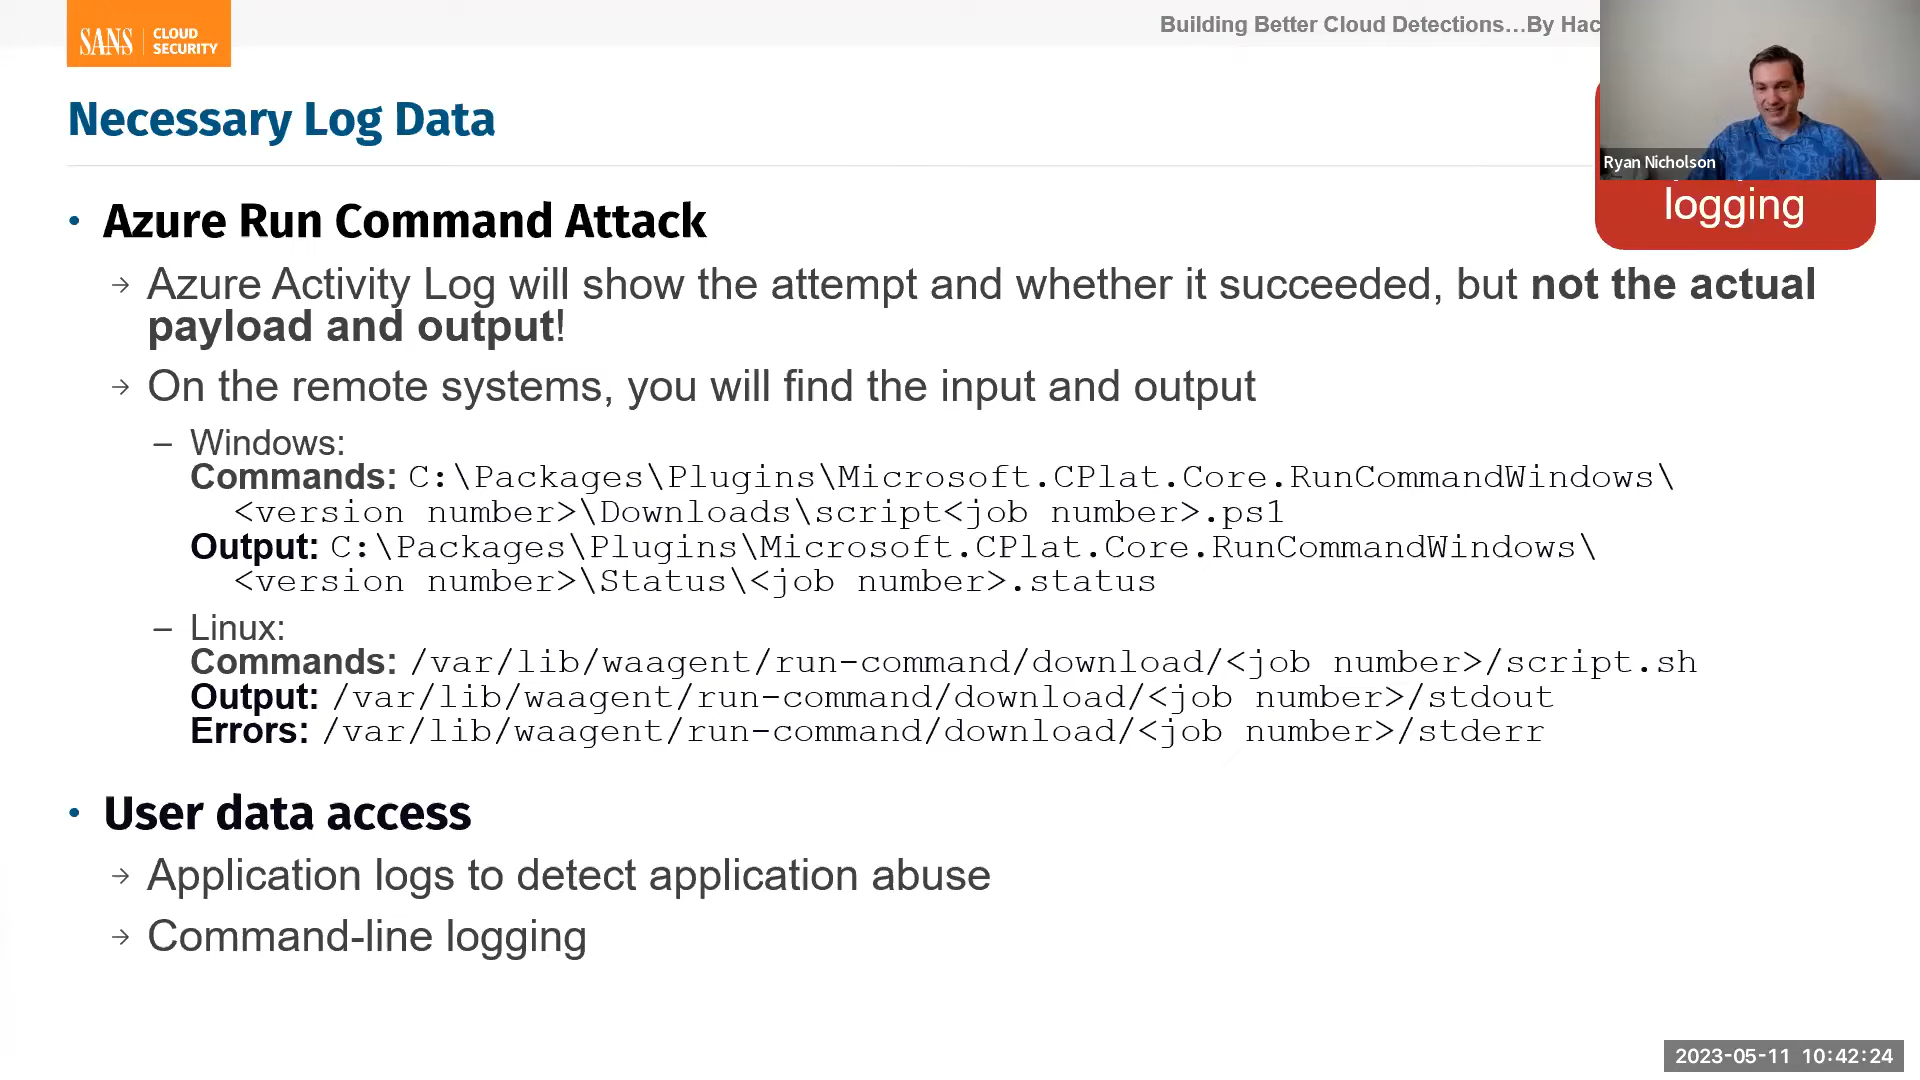 SANS CLOUD SECURITY
Building Better Cloud Detections...By Hac
Necessary Log Data
Ryan Nicholson
logging
• Azure Run Command Attack
→ Azure Activity Log will show the attempt and whether it succeeded, but not the actual
payload and output!
→ On the remote systems, you will find the input and output
– Windows:
Commands: C:\Packages\Plugins\Microsoft.CPlat.Core.RunCommandWindows\
<version number>\Downloads\script<job number>.ps1
Output: C:\Packages\Plugins\Microsoft.CPlat.Core.RunCommandWindows\
<version number>\Status\<job number>.status
– Linux:
Commands: /var/lib/waagent/run-command/download/<job number>/script.sh
Output: /var/lib/waagent/run-command/download/<job number>/stdout
Errors: /var/lib/waagent/run-command/download/<job number>/stderr
• User data access
→ Application logs to detect application abuse
→ Command-line logging
2023-05-11 10:42:24